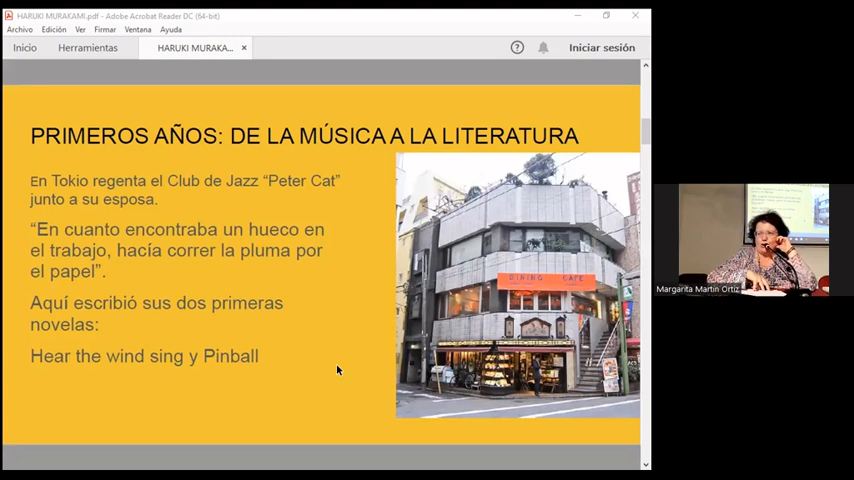 HARUKI MURAKAMI.pdf - Adobe Acrobat Reader DC (64-bit)
Archivo Edición Ver Firmar Ventana Ayuda
Inicio Herramientas HARUKI MURAKA... × ? Iniciar sesión
PRIMEROS AÑOS: DE LA MÚSICA A LA LITERATURA
En Tokio regenta el Club de Jazz “Peter Cat”
junto a su esposa.
“En cuanto encontraba un hueco en
el trabajo, hacía correr la pluma por
el papel”.
Aquí escribió sus dos primeras
novelas:
Hear the wind sing y Pinball
DINING CAFE
Margarita Martin Ortiz